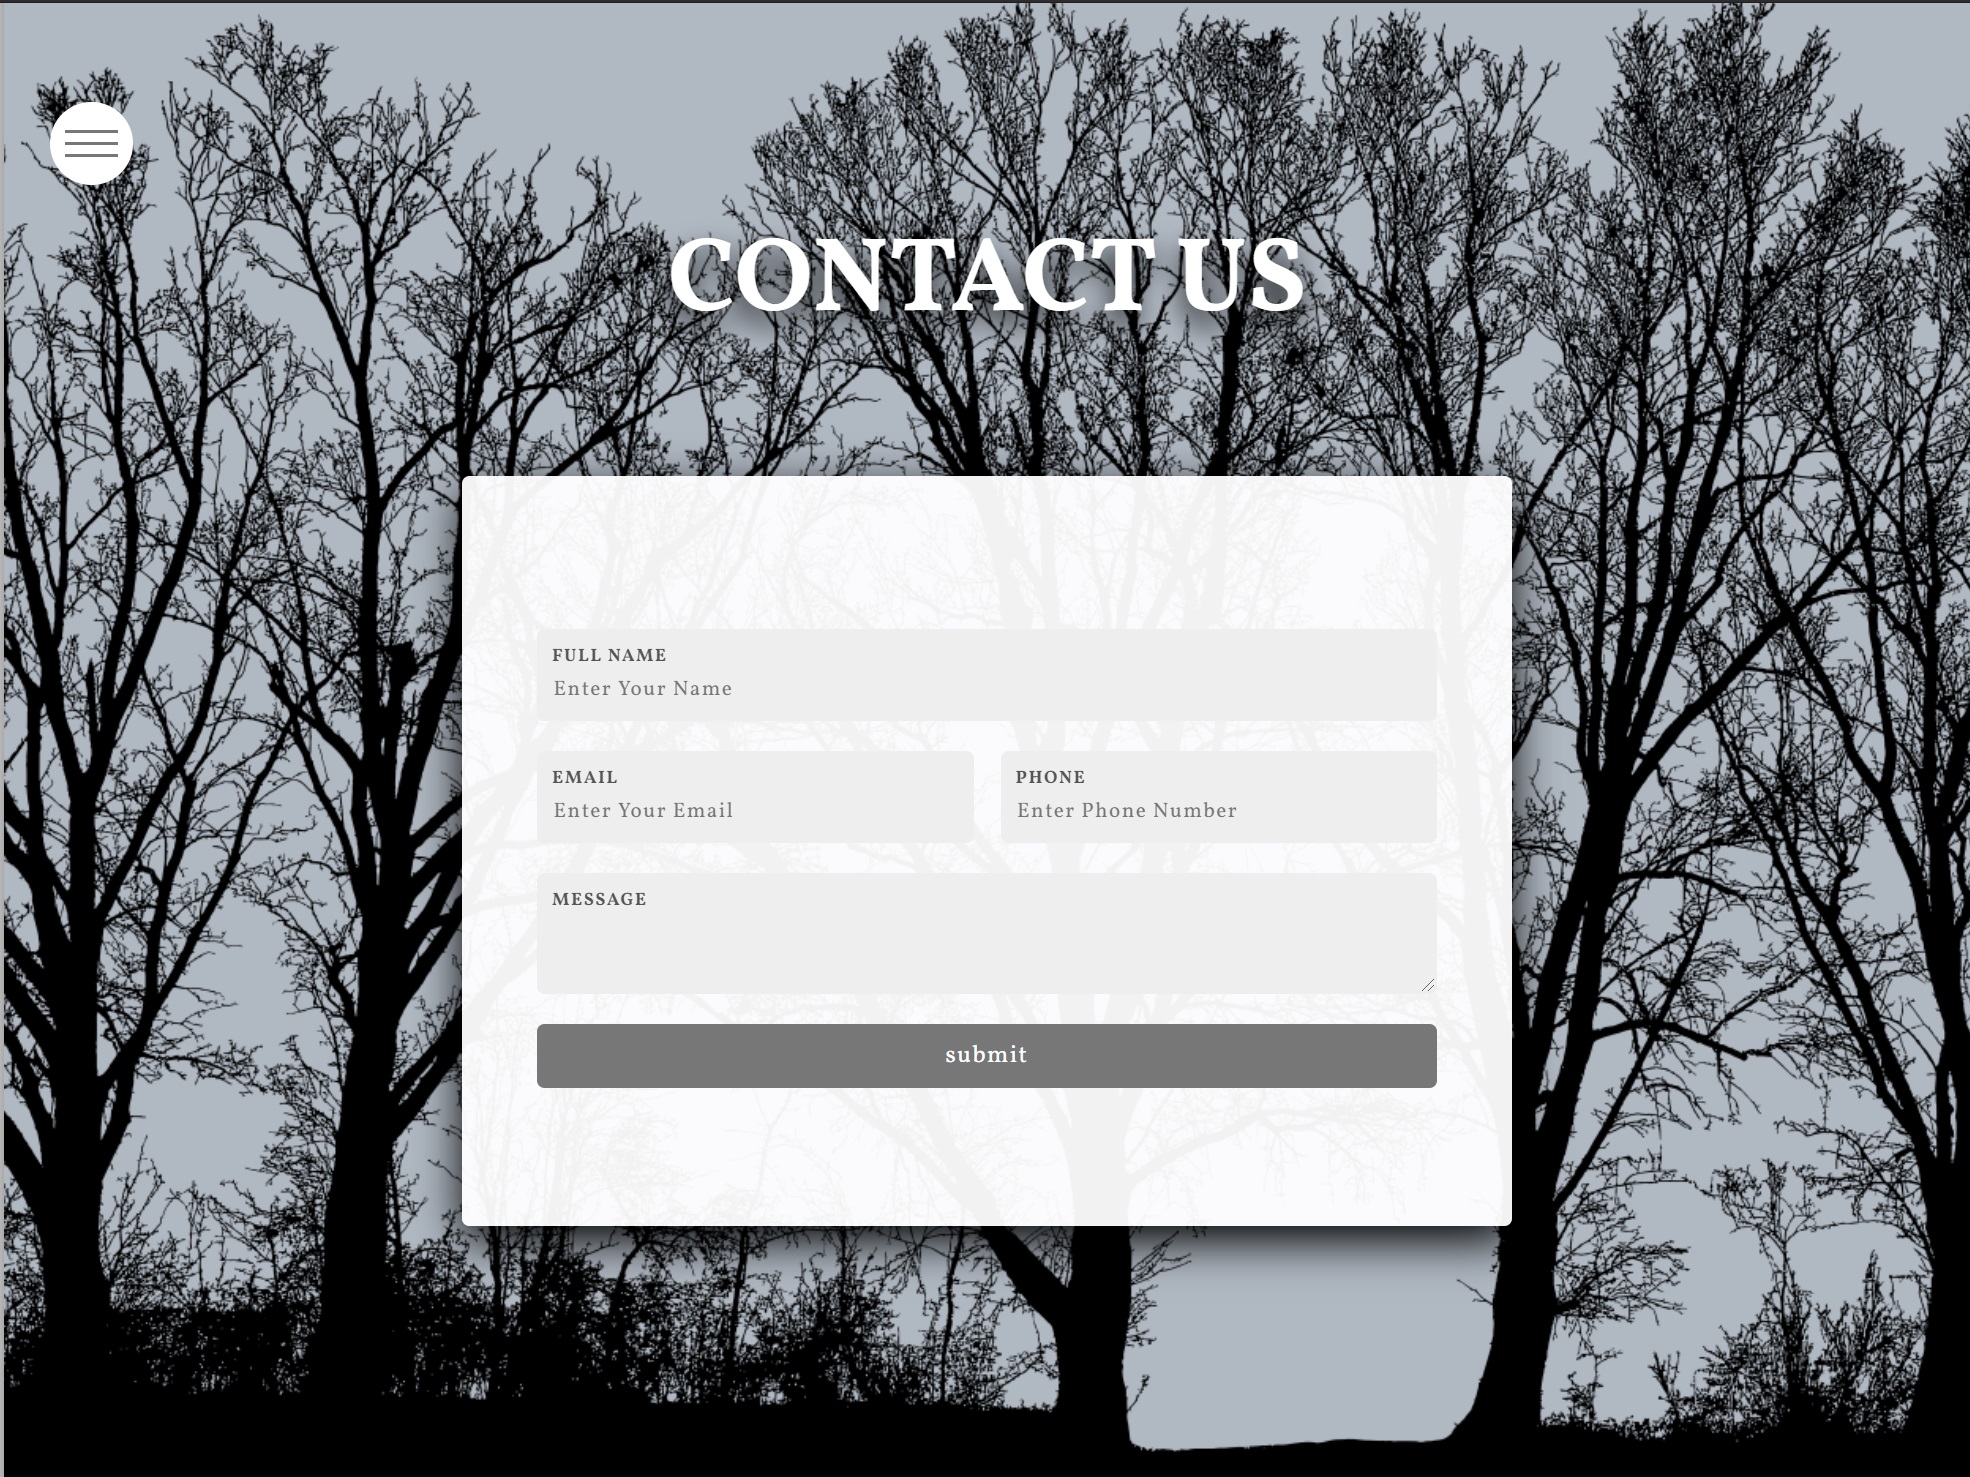 CONTACT US
FULL NAME
Enter Your Name
EMAIL
Enter Your Email
PHONE
Enter Phone Number
MESSAGE
submit